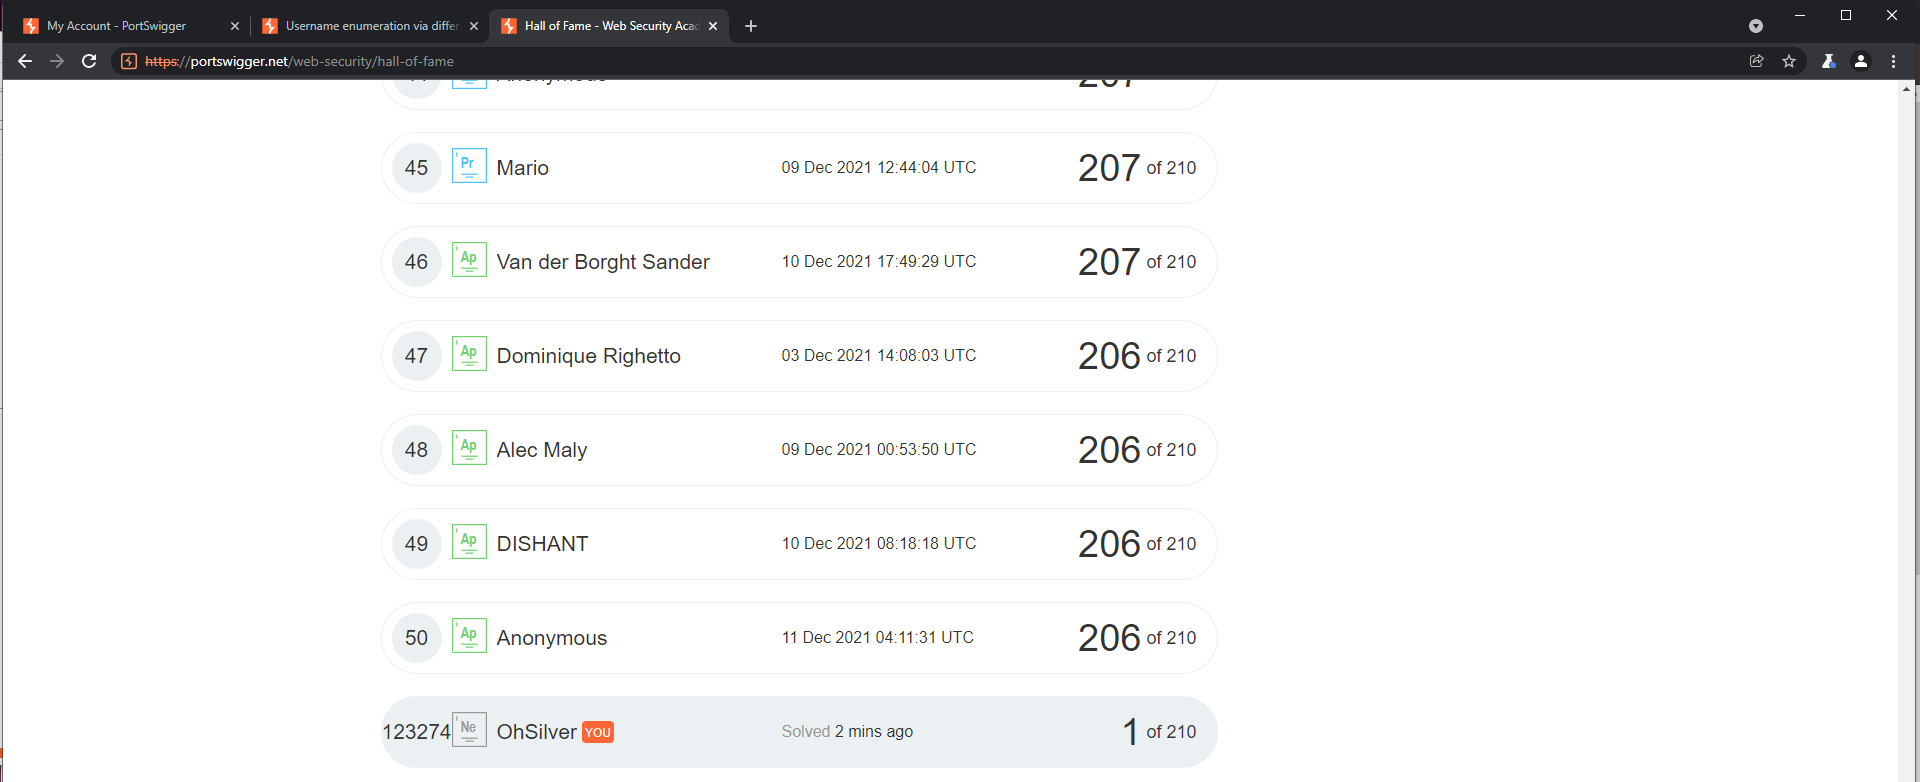 My Account - PortSwigger
Username enumeration via differ
Hall of Fame - Web Security Acad
https://portswigger.net/web-security/hall-of-fame
Anonymous 207
45 Pr Mario 09 Dec 2021 12:44:04 UTC 207 of 210
46 Ap Van der Borght Sander 10 Dec 2021 17:49:29 UTC 207 of 210
47 Ap Dominique Righetto 03 Dec 2021 14:08:03 UTC 206 of 210
48 Ap Alec Maly 09 Dec 2021 00:53:50 UTC 206 of 210
49 Ap DISHANT 10 Dec 2021 08:18:18 UTC 206 of 210
50 Ap Anonymous 11 Dec 2021 04:11:31 UTC 206 of 210
123274 Ne OhSilver YOU Solved 2 mins ago 1 of 210